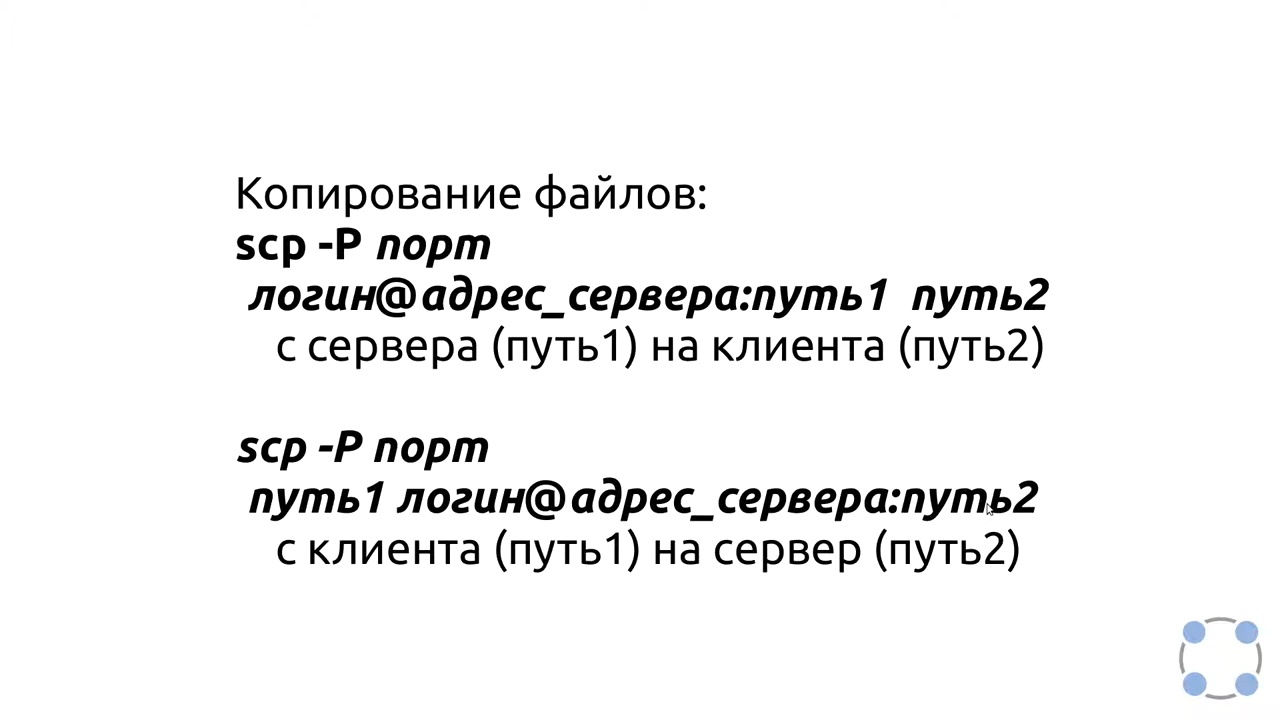 Копирование файлов:
scp -P порт
логин@адрес_сервера:путь1 путь2
с сервера (путь1) на клиента (путь2)
scp -P порт
путь1 логин@адрес_сервера:путь2
с клиента (путь1) на сервер (путь2)